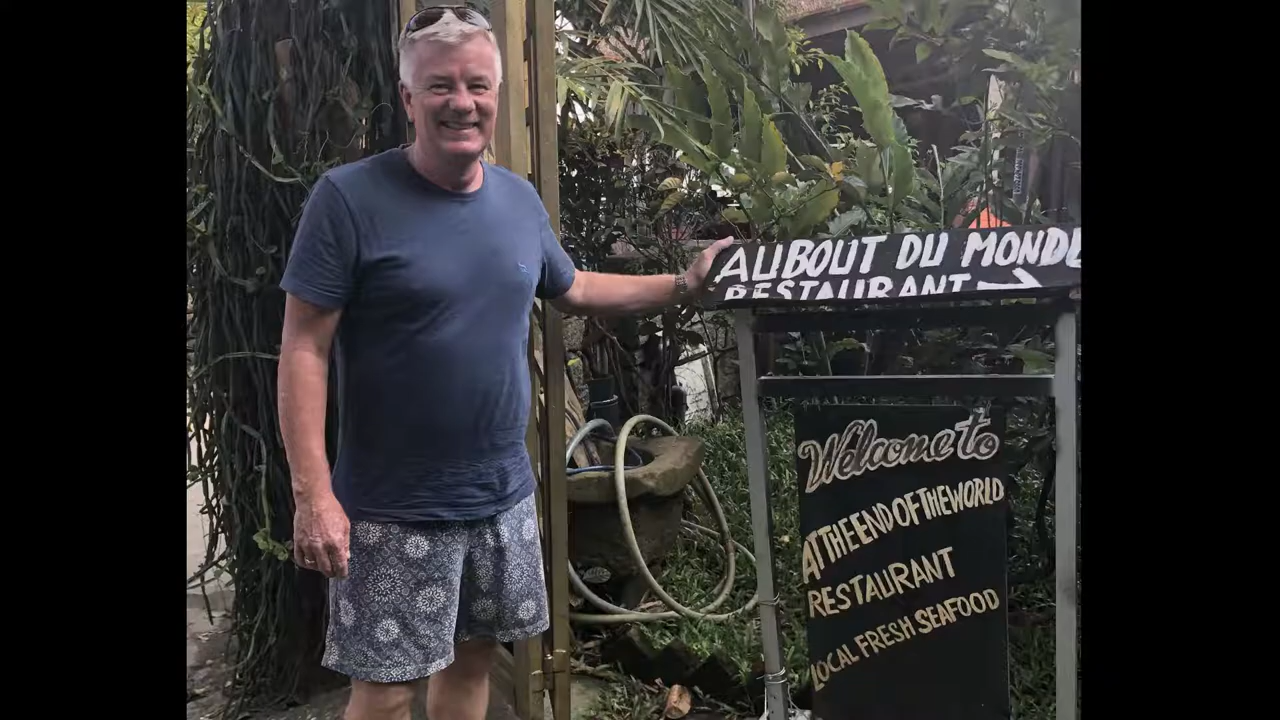 AUBOUT DU MONDE
RESTAURANT →
Welcome to
AT THE END OF THE WORLD
RESTAURANT
LOCAL FRESH SEAFOOD